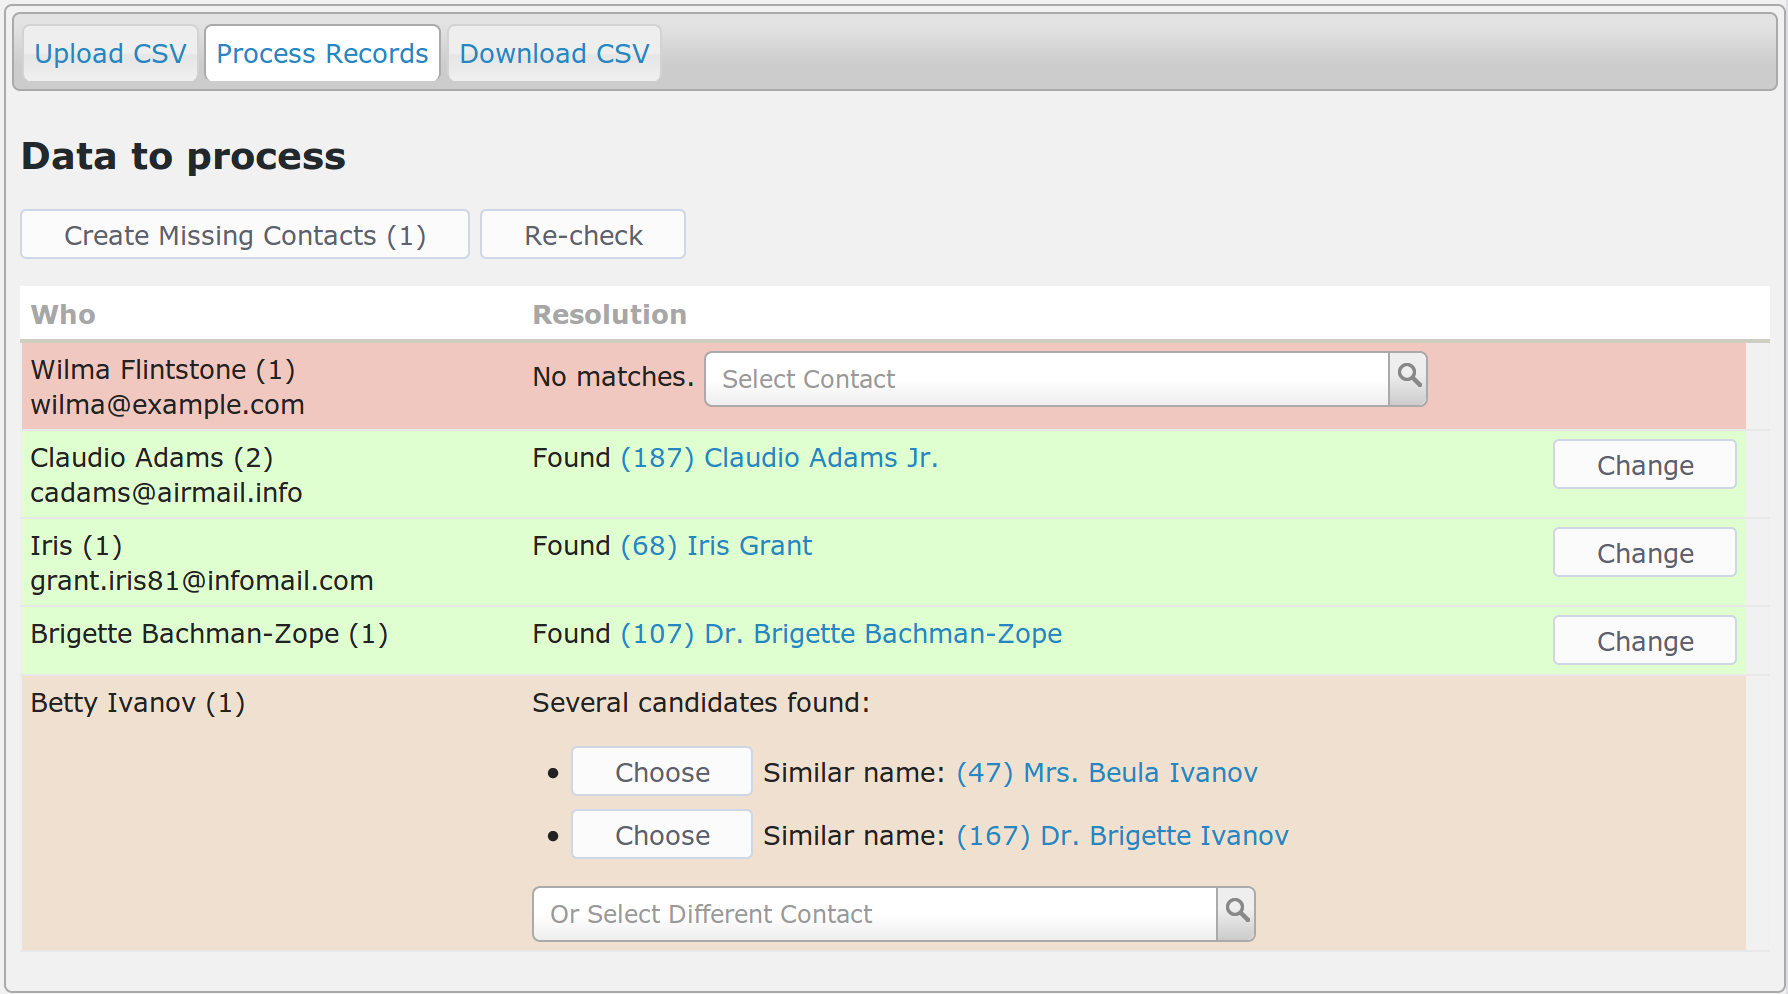 Upload CSV Process Records Download CSV
Data to process
Create Missing Contacts (1) Re-check
Who Resolution
Wilma Flintstone (1) No matches. Select Contact
wilma@example.com
Claudio Adams (2) Found (187) Claudio Adams Jr. Change
cadams@airmail.info
Iris (1) Found (68) Iris Grant Change
grant.iris81@infomail.com
Brigette Bachman-Zope (1) Found (107) Dr. Brigette Bachman-Zope Change
Betty Ivanov (1) Several candidates found:
• Choose Similar name: (47) Mrs. Beula Ivanov
• Choose Similar name: (167) Dr. Brigette Ivanov
Or Select Different Contact